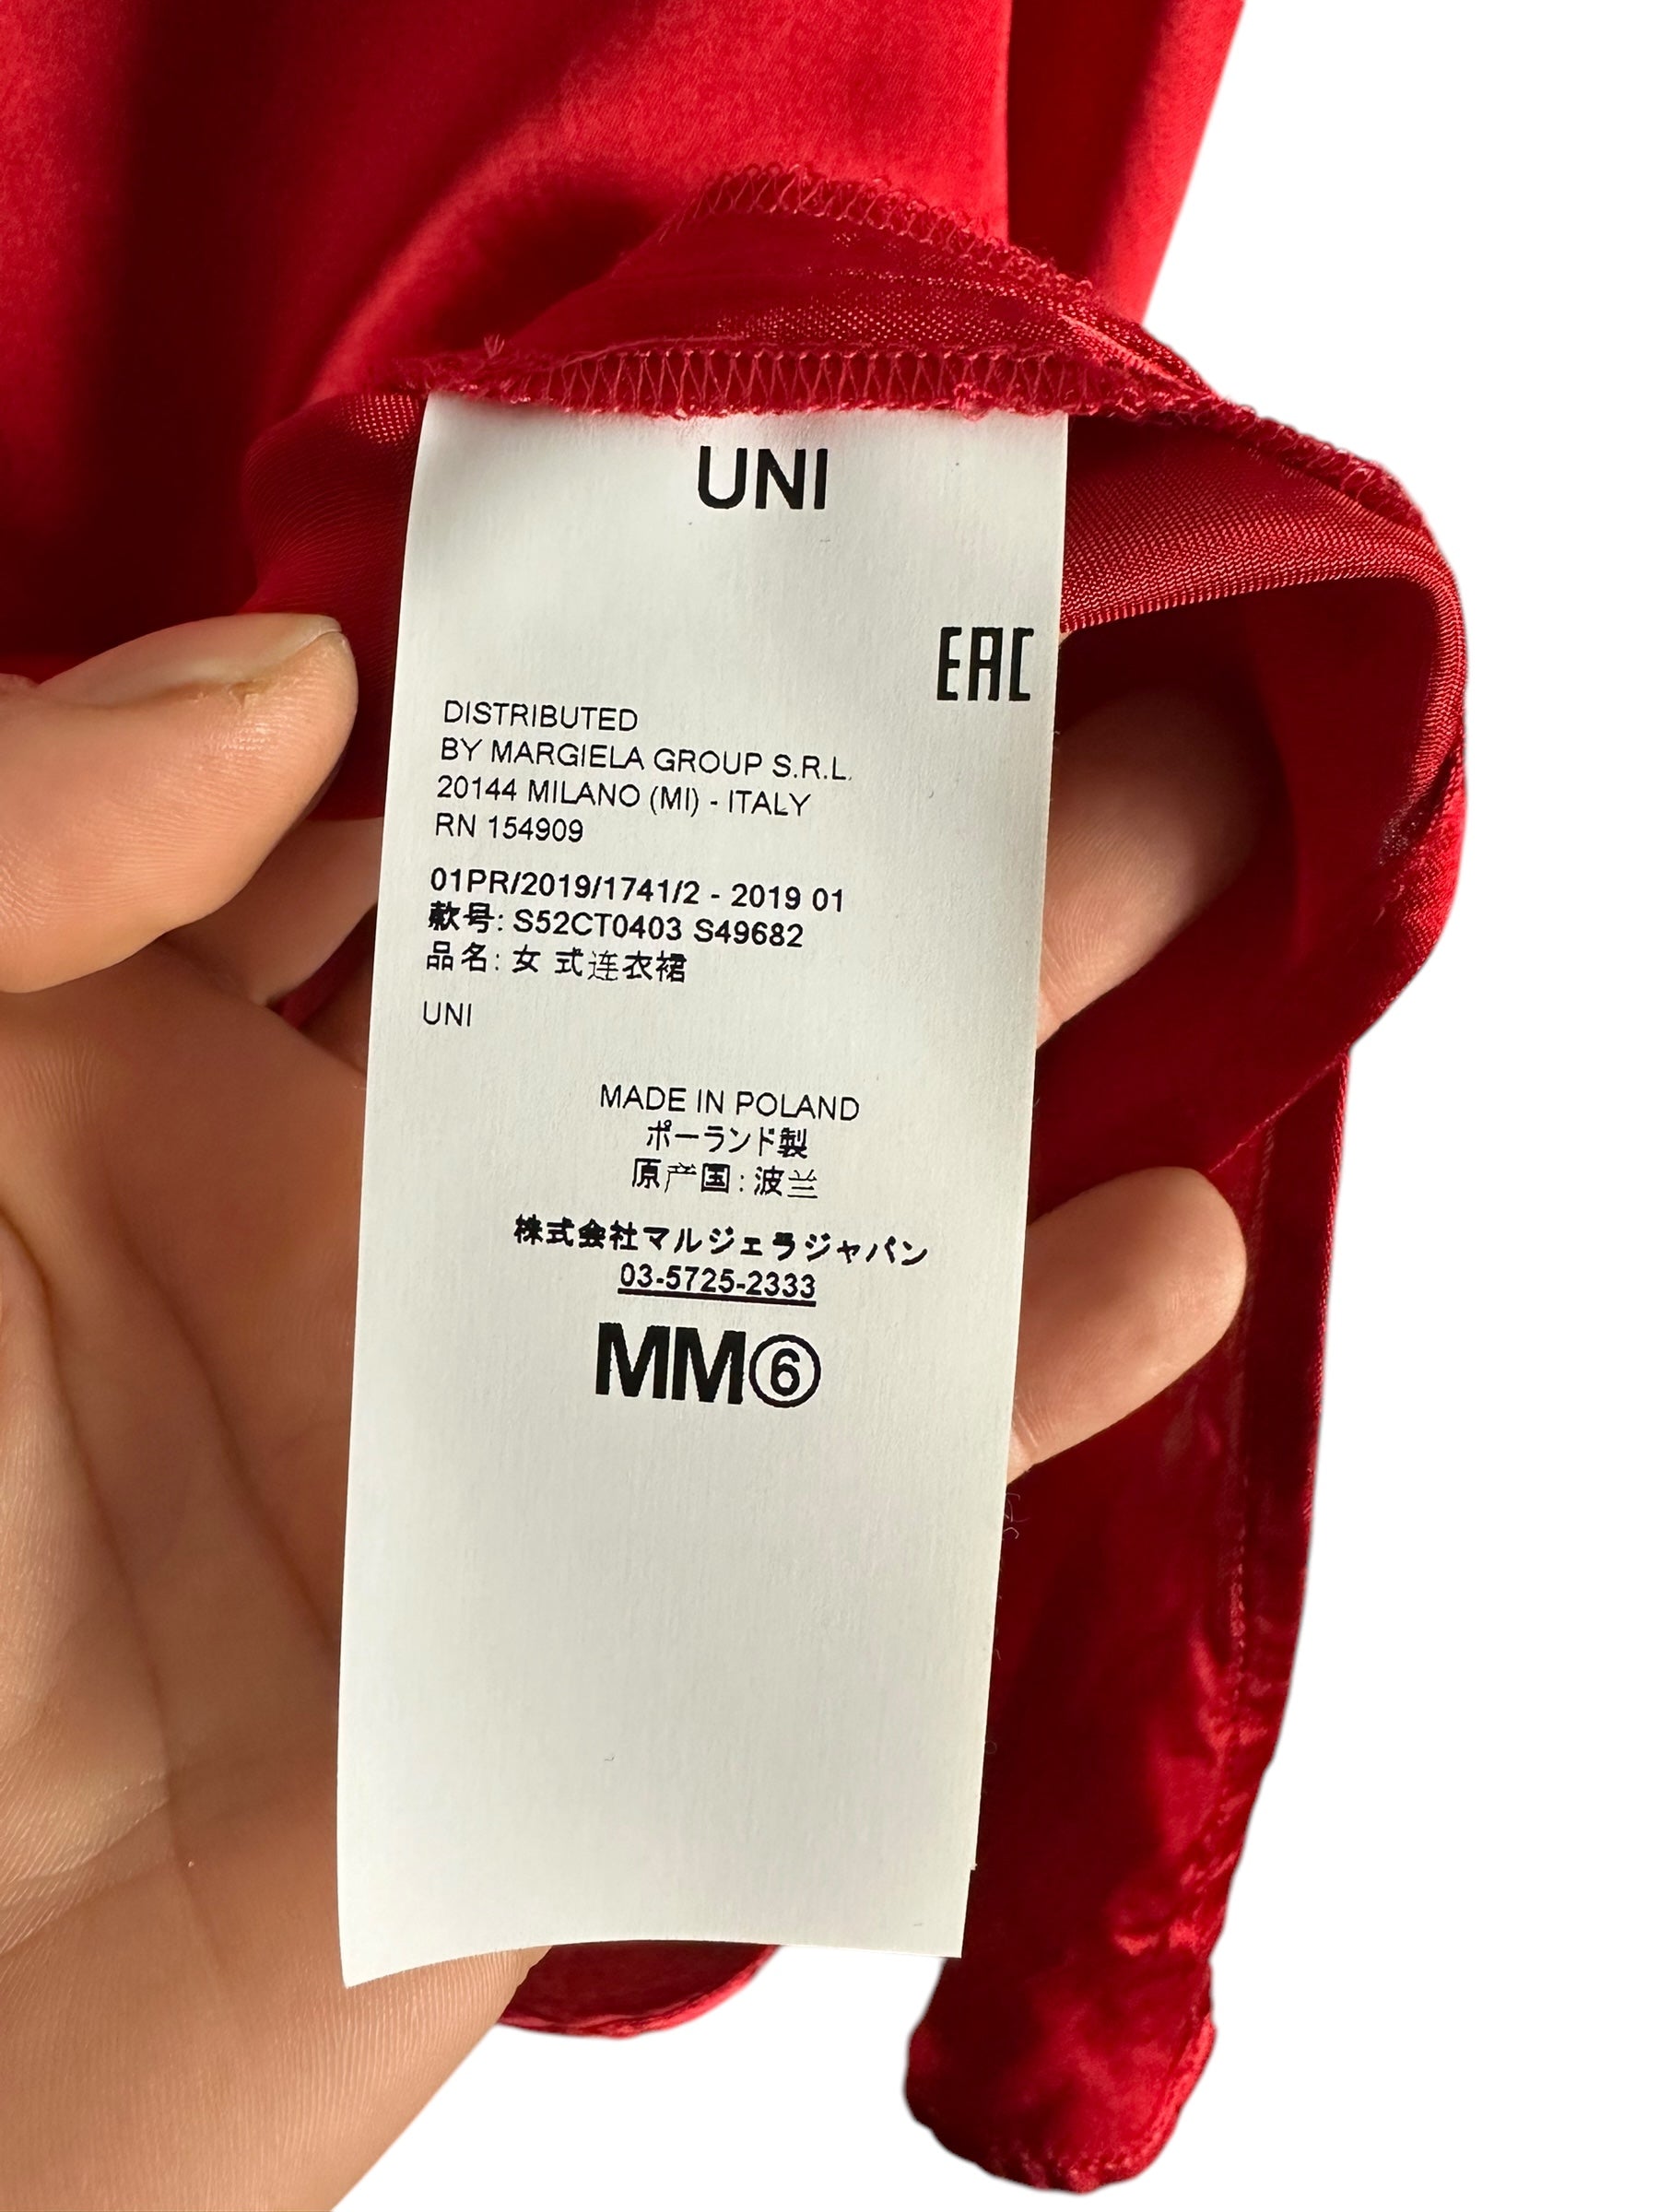 UNI
EAC
DISTRIBUTED
BY MARGIELA GROUP S.R.L.
20144 MILANO (MI) - ITALY
RN 154909
01PR/2019/1741/2 - 2019 01
款号: S52CT0403 S49682
品名: 女 式连衣裙
UNI
MADE IN POLAND
ポーランド製
原产国: 波兰
株式会社マルジェラジャパン
03-5725-2333
MM⑥